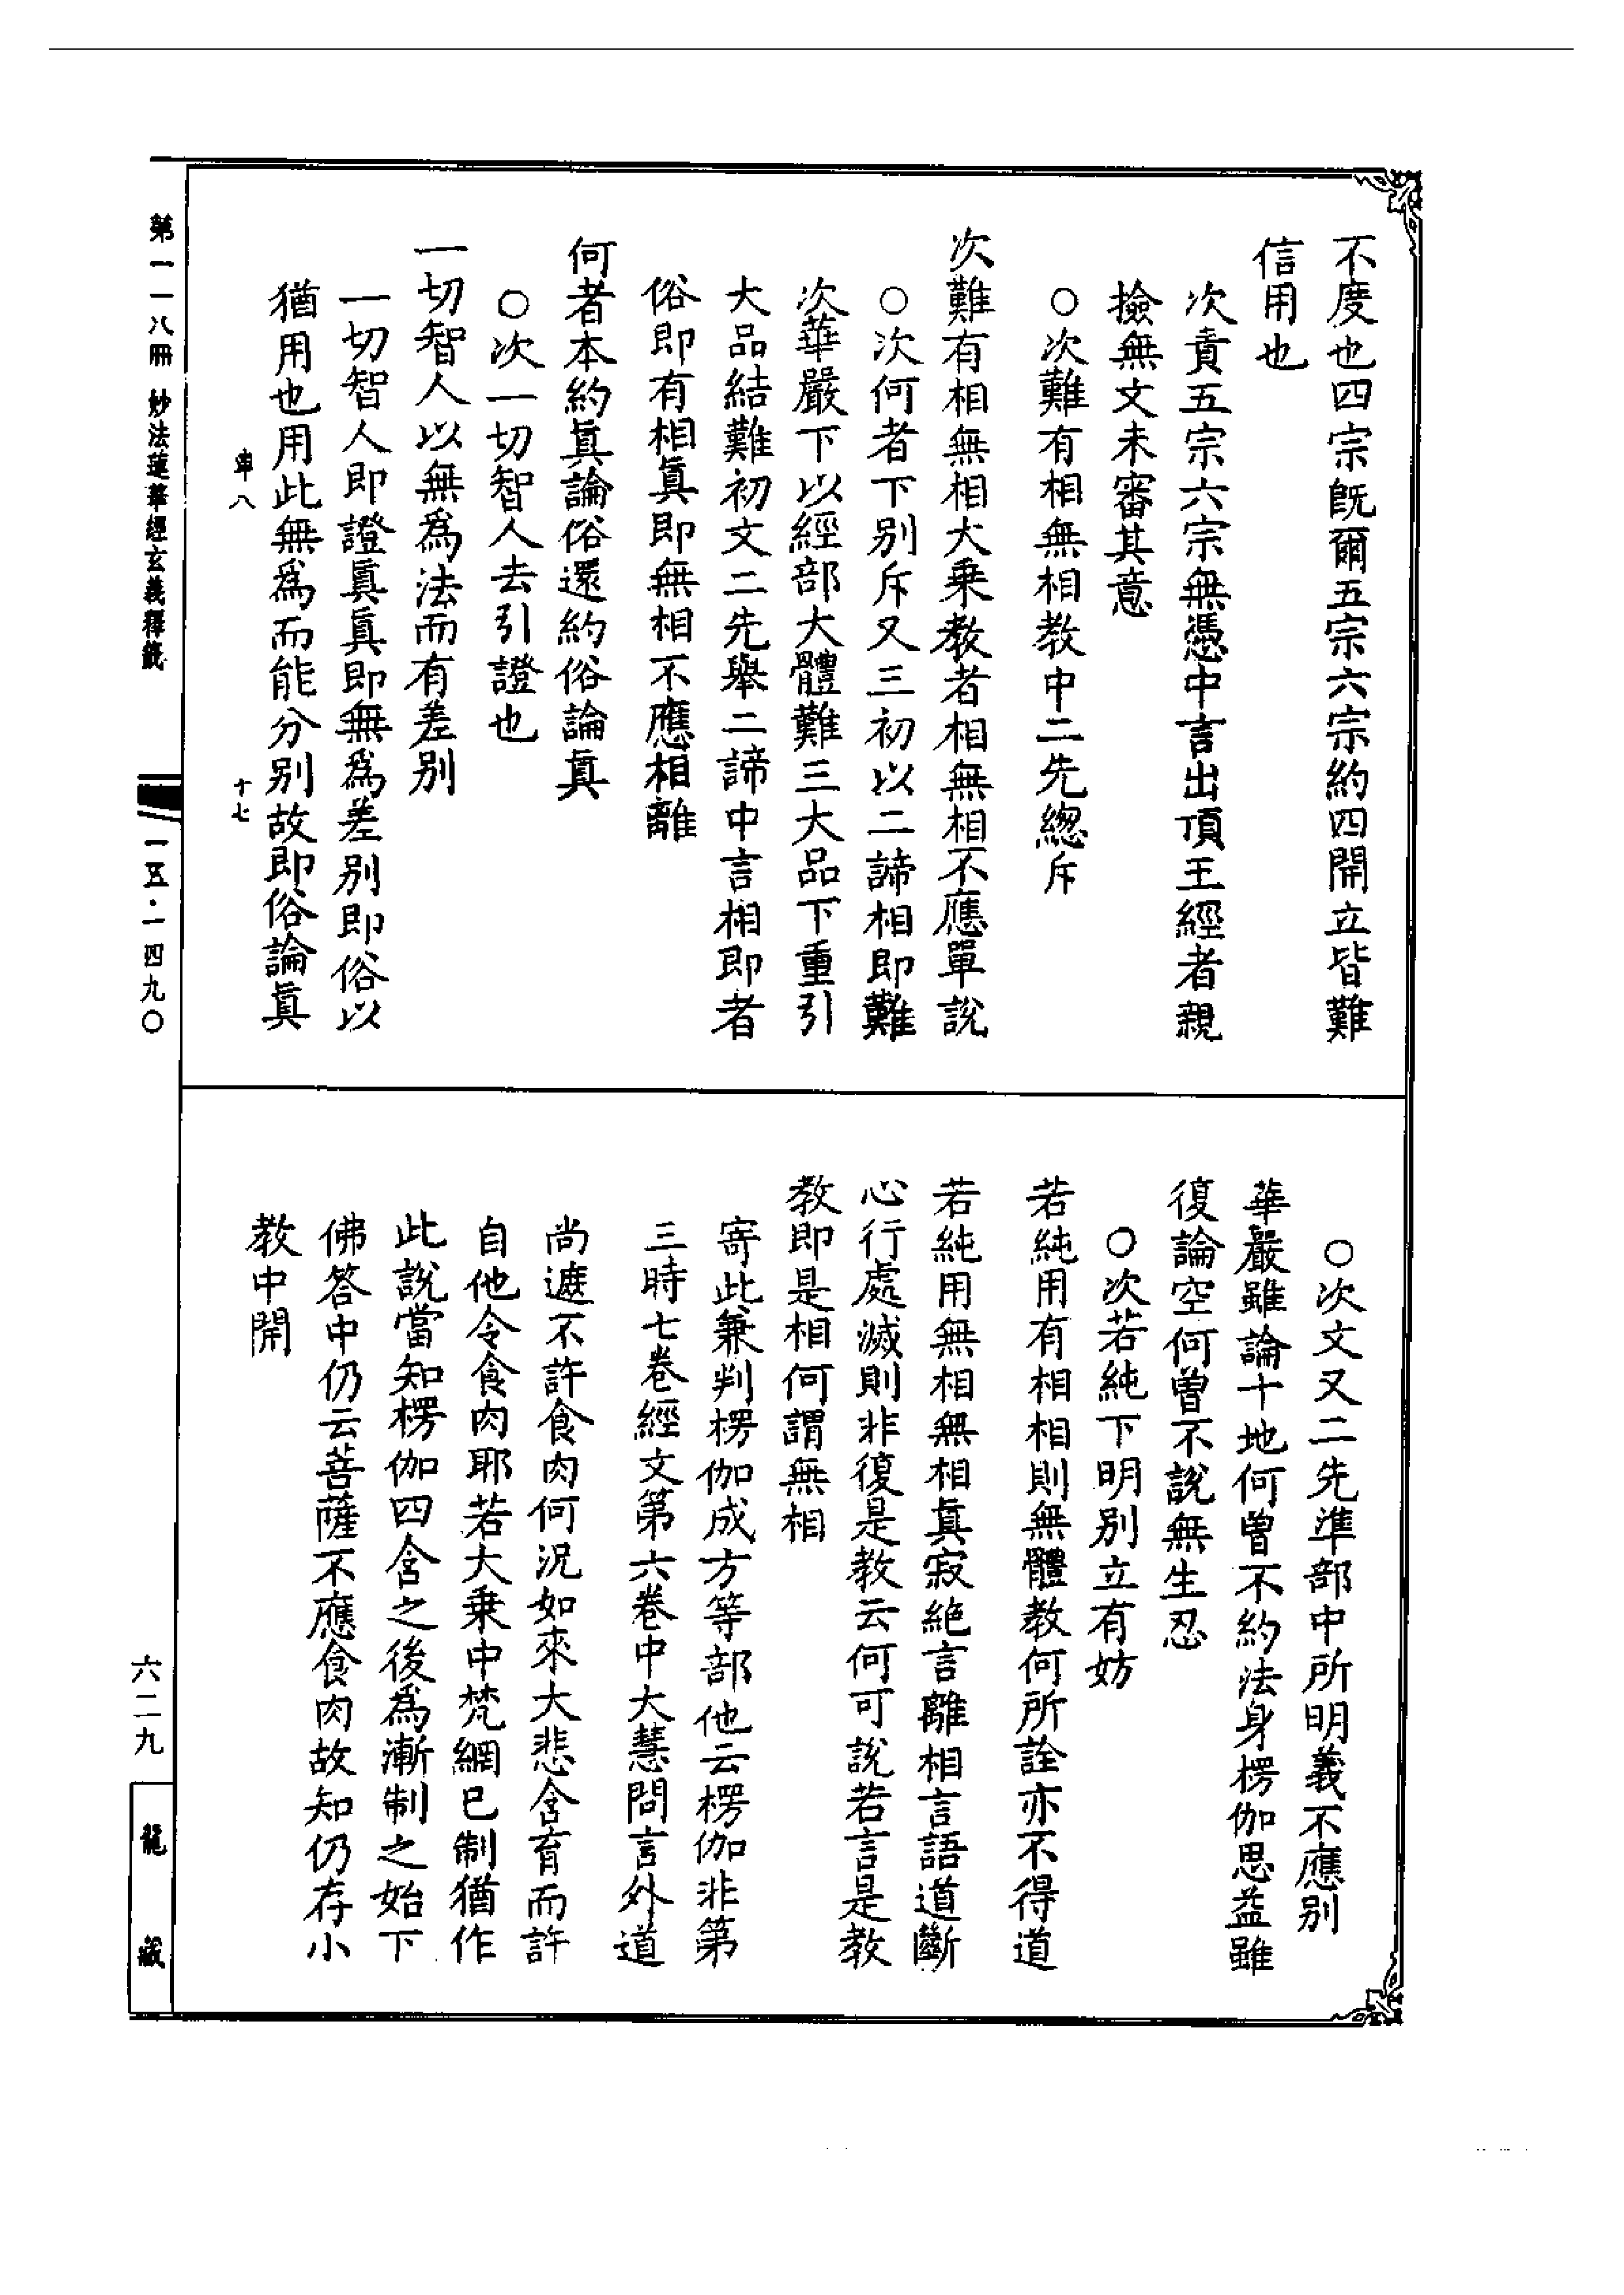 不度也四宗旣爾五宗六宗約四開立皆難
信用也
次責五宗六宗無憑中言出頂王經者親
撿無文未審其意
○次難有相無相教中二先緫斥
次難有相無相大乗教者相無相不應單說
○次何者下别斥又三初以二諦相即難
次華嚴下以經部大體難三大品下重引
大品結難初文二先舉二諦中言相即者
俗即有相眞即無相不應相離
何者本約眞論俗還約俗論眞
○次一切智人去引證也
一切智人以無爲法而有差别
一切智人即證眞眞即無爲差别即俗以
猶用也用此無爲而能分别故即俗論眞
八
十七
○次文又二先準部中所明義不應别
華嚴雖論十地何曽不約法身楞伽思益雖
復論空何曽不說無生忍
○次若純下明别立有妨
若純用有相相則無體教何所詮亦不得道
若純用無相無相眞寂絶言離相言語道斷
心行處滅則非復是教云何可說若言是教
教即是相何謂無相
寄此兼判楞伽成方等部他云楞伽非第
三時七卷經文第六卷中大慧問言外道
尚遮不許食肉何況如來大悲含育而許
自他令食肉耶若大乗中梵網已制猶作
此說當知楞伽四含之後爲漸制之始下
佛答中仍云菩薩不應食肉故知仍存小
教中開
第一一八冊 妙法蓮華經玄義釋籤
一五·一四九〇
六二九
龍藏